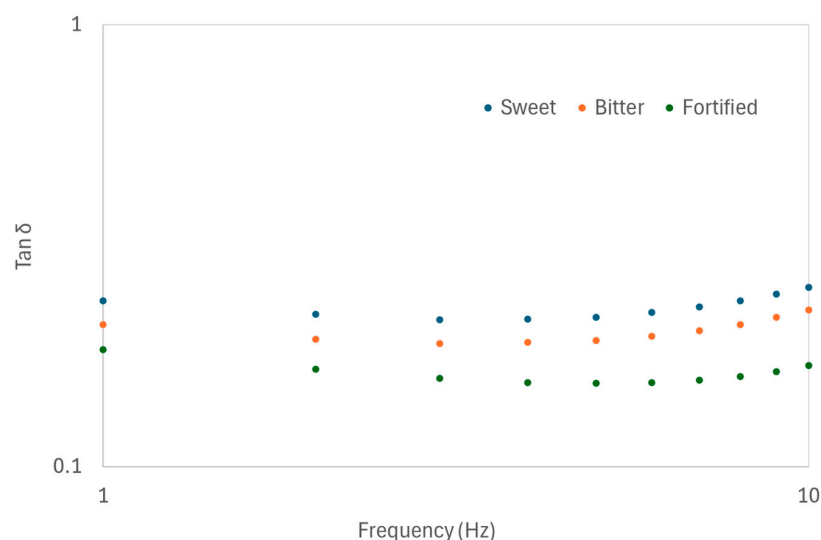 1
Sweet Bitter Fortified
Tan δ
0.1
1 10
Frequency (Hz)